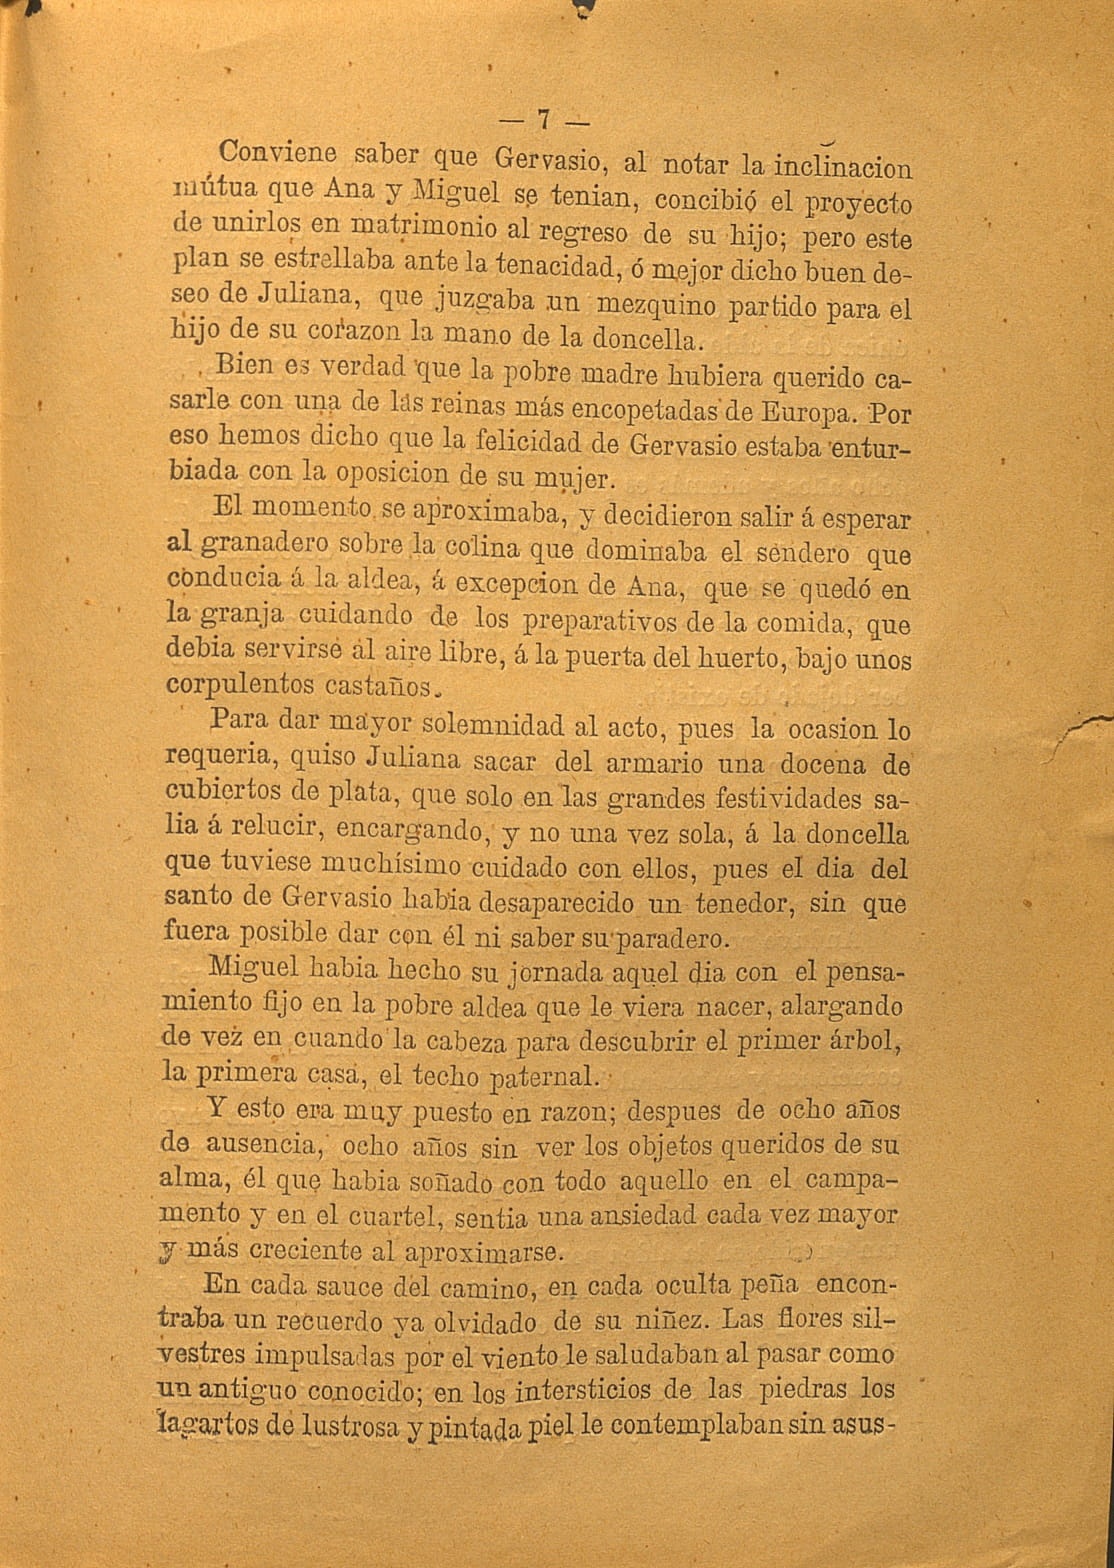 — 7 —
Conviene saber que Gervasio, al notar la inclinacion
mútua que Ana y Miguel se tenian, concibió el proyecto
de unirlos en matrimonio al regreso de su hijo; pero este
plan se estrellaba ante la tenacidad, ó mejor dicho buen de-
seo de Juliana, que juzgaba un mezquino partido para el
hijo de su corazon la mano de la doncella.
Bien es verdad que la pobre madre hubiera querido ca-
sarle con una de las reinas más encopetadas de Europa. Por
eso hemos dicho que la felicidad de Gervasio estaba entur-
biada con la oposicion de su mujer.
El momento se aproximaba, y decidieron salir á esperar
al granadero sobre la colina que dominaba el sendero que
conducia á la aldea, á excepcion de Ana, que se quedó en
la granja cuidando de los preparativos de la comida, que
debia servirse al aire libre, á la puerta del huerto, bajo unos
corpulentos castaños.
Para dar mayor solemnidad al acto, pues la ocasion lo
requeria, quiso Juliana sacar del armario una docena de
cubiertos de plata, que solo en las grandes festividades sa-
lia á relucir, encargando, y no una vez sola, á la doncella
que tuviese muchísimo cuidado con ellos, pues el dia del
santo de Gervasio habia desaparecido un tenedor, sin que
fuera posible dar con él ni saber su paradero.
Miguel habia hecho su jornada aquel dia con el pensa-
miento fijo en la pobre aldea que le viera nacer, alargando
de vez en cuando la cabeza para descubrir el primer árbol,
la primera casa, el techo paternal.
Y esto era muy puesto en razon; despues de ocho años
de ausencia, ocho años sin ver los objetos queridos de su
alma, él que habia soñado con todo aquello en el campa-
mento y en el cuartel, sentia una ansiedad cada vez mayor
y más creciente al aproximarse.
En cada sauce del camino, en cada oculta peña encon-
traba un recuerdo ya olvidado de su niñez. Las flores sil-
vestres impulsadas por el viento le saludaban al pasar como
un antiguo conocido; en los intersticios de las piedras los
lagartos de lustrosa y pintada piel le contemplaban sin asus-